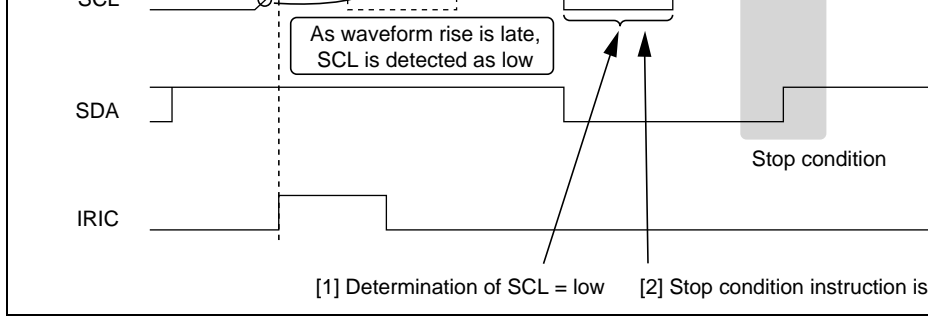 SCL
As waveform rise is late,
SCL is detected as low
SDA
Stop condition
IRIC
[1] Determination of SCL = low [2] Stop condition instruction is